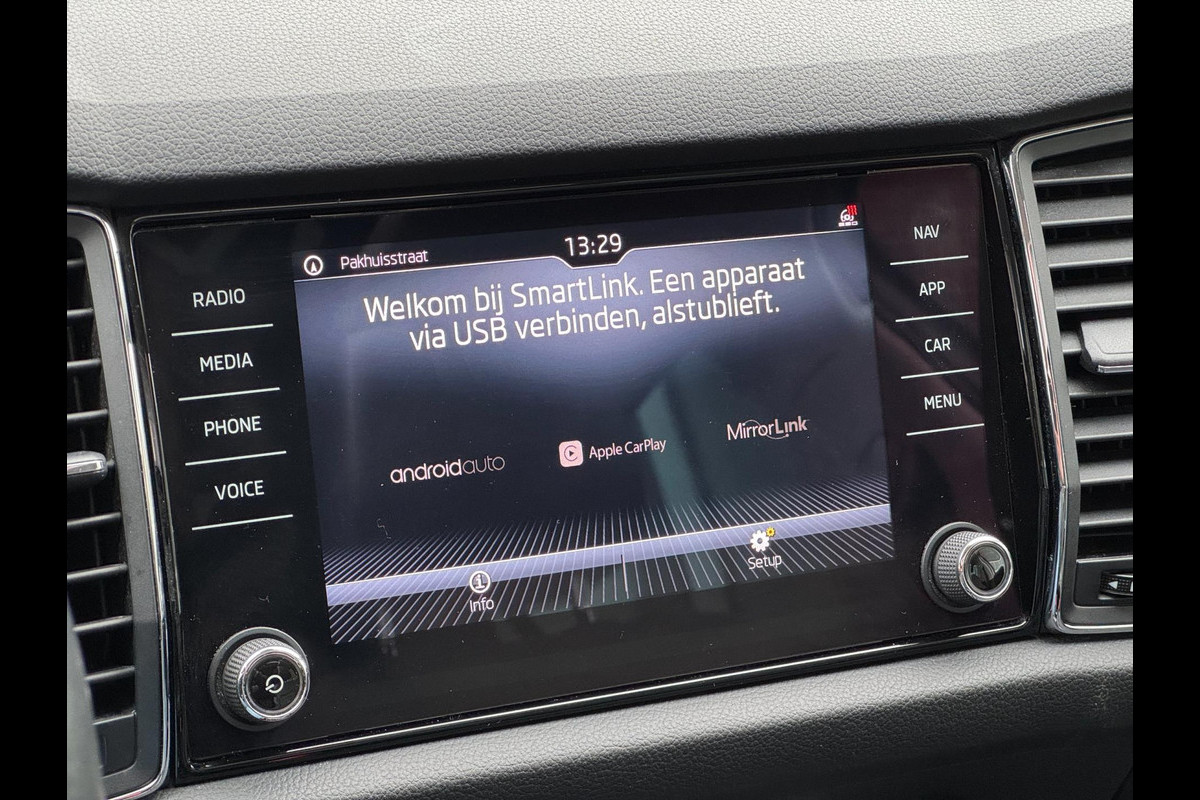 Pakhuisstraat
13:29
Welkom bij SmartLink. Een apparaat
via USB verbinden, alstublieft.
RADIO
MEDIA
PHONE
VOICE
NAV
APP
CAR
MENU
androidauto
Apple CarPlay
MirrorLink
Info
Setup